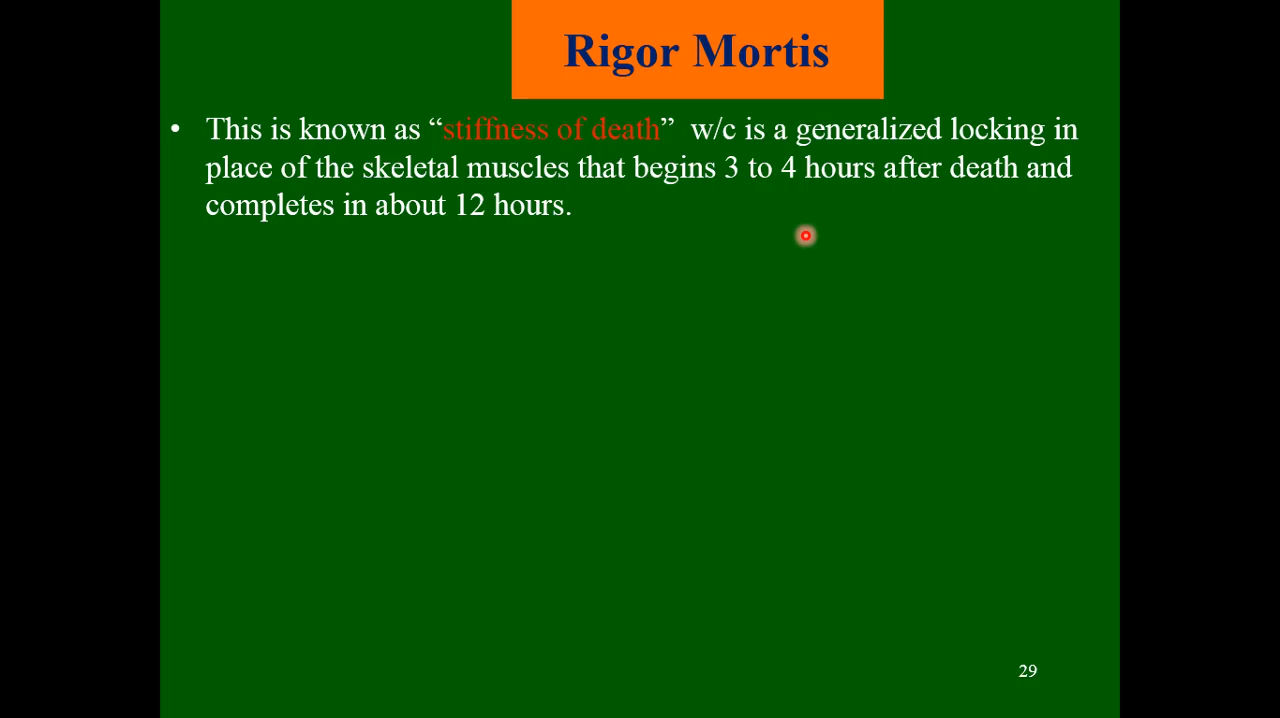 Rigor Mortis
• This is known as “stiffness of death” w/c is a generalized locking in
place of the skeletal muscles that begins 3 to 4 hours after death and
completes in about 12 hours.
29